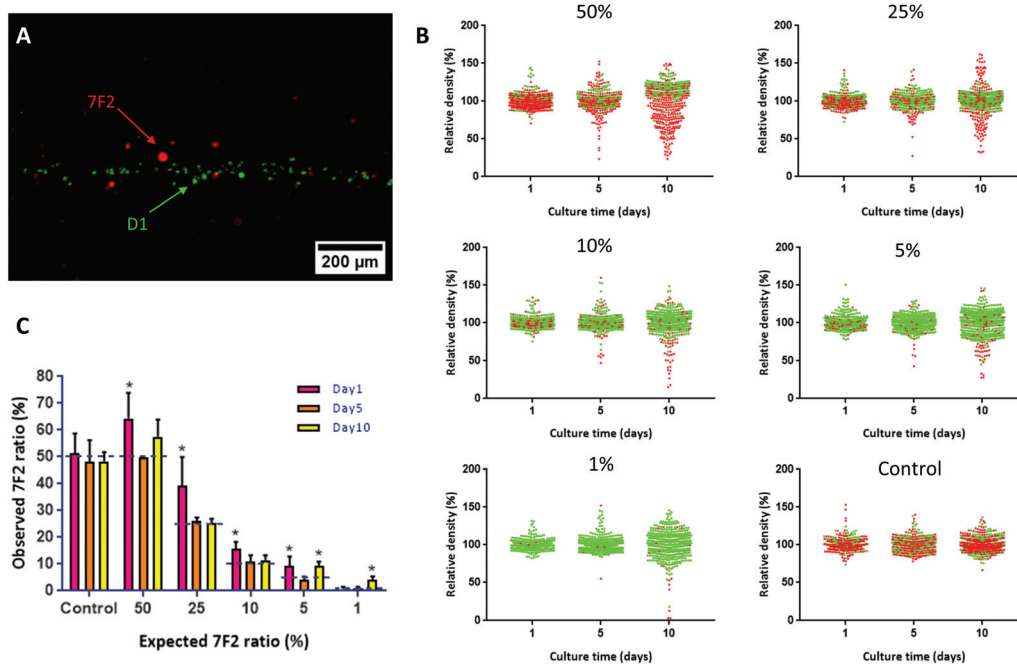 A
7F2
D1
200 µm
B
50%
Relative density (%)
200
150
100
50
0
1
5
10
Culture time (days)
25%
Relative density (%)
200
150
100
50
0
1
5
10
Culture time (days)
10%
Relative density (%)
200
150
100
50
0
1
5
10
Culture time (days)
5%
Relative density (%)
200
150
100
50
0
1
5
10
Culture time (days)
1%
Relative density (%)
200
150
100
50
0
1
5
10
Culture time (days)
Control
Relative density (%)
200
150
100
50
0
1
5
10
Culture time (days)
C
Observed 7F2 ratio (%)
80
70
60
50
40
30
20
10
0
* * * * * *
Day1
Day5
Day10
Control 50 25 10 5 1
Expected 7F2 ratio (%)